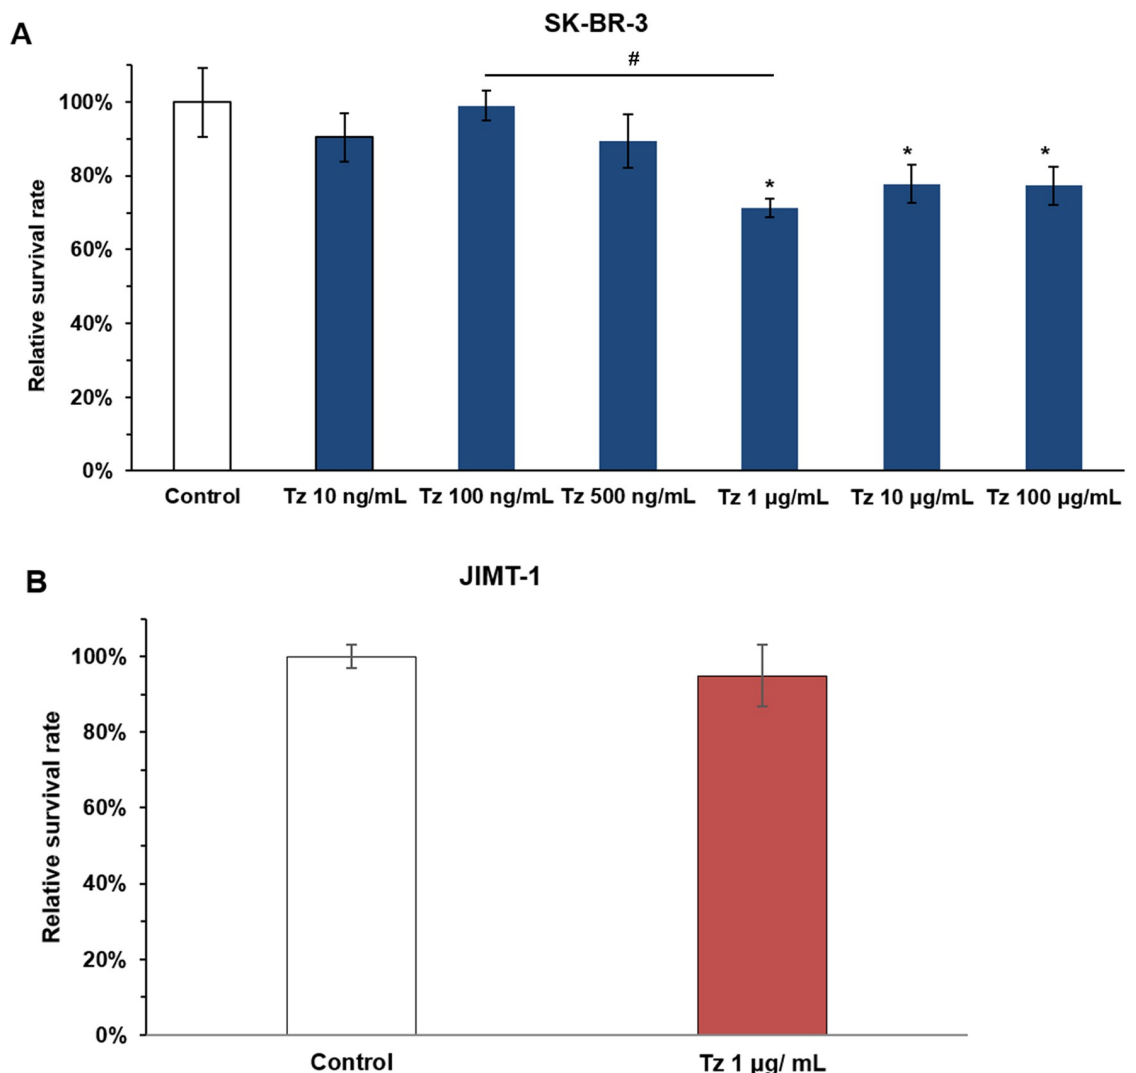 A
SK-BR-3
#
100%
80%
60%
40%
20%
0%
Relative survival rate
*
*
*
Control
Tz 10 ng/mL
Tz 100 ng/mL
Tz 500 ng/mL
Tz 1 μg/mL
Tz 10 μg/mL
Tz 100 μg/mL
B
JIMT-1
100%
80%
60%
40%
20%
0%
Relative survival rate
Control
Tz 1 μg/ mL